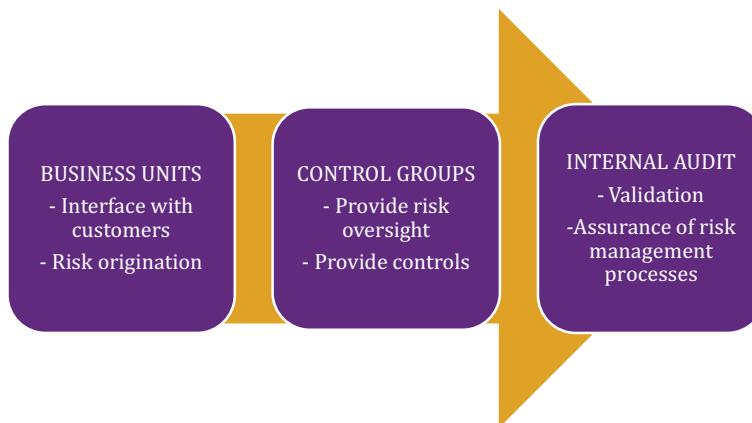 BUSINESS UNITS
- Interface with
customers
- Risk origination
CONTROL GROUPS
- Provide risk
oversight
- Provide controls
INTERNAL AUDIT
- Validation
-Assurance of risk
management
processes